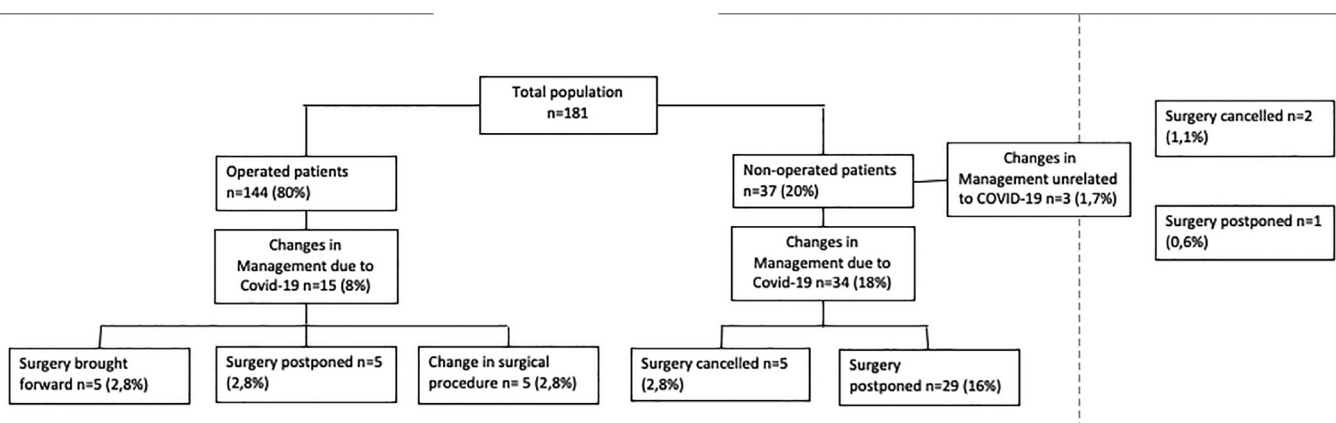 Total population
n=181
Operated patients
n=144 (80%)
Non-operated patients
n=37 (20%)
Changes in
Management unrelated
to COVID-19 n=3 (1,7%)
Surgery cancelled n=2
(1,1%)
Surgery postponed n=1
(0,6%)
Changes in
Management due to
Covid-19 n=15 (8%)
Changes in
Management due to
Covid-19 n=34 (18%)
Surgery brought
forward n=5 (2,8%)
Surgery postponed n=5
(2,8%)
Change in surgical
procedure n= 5 (2,8%)
Surgery cancelled n=5
(2,8%)
Surgery
postponed n=29 (16%)